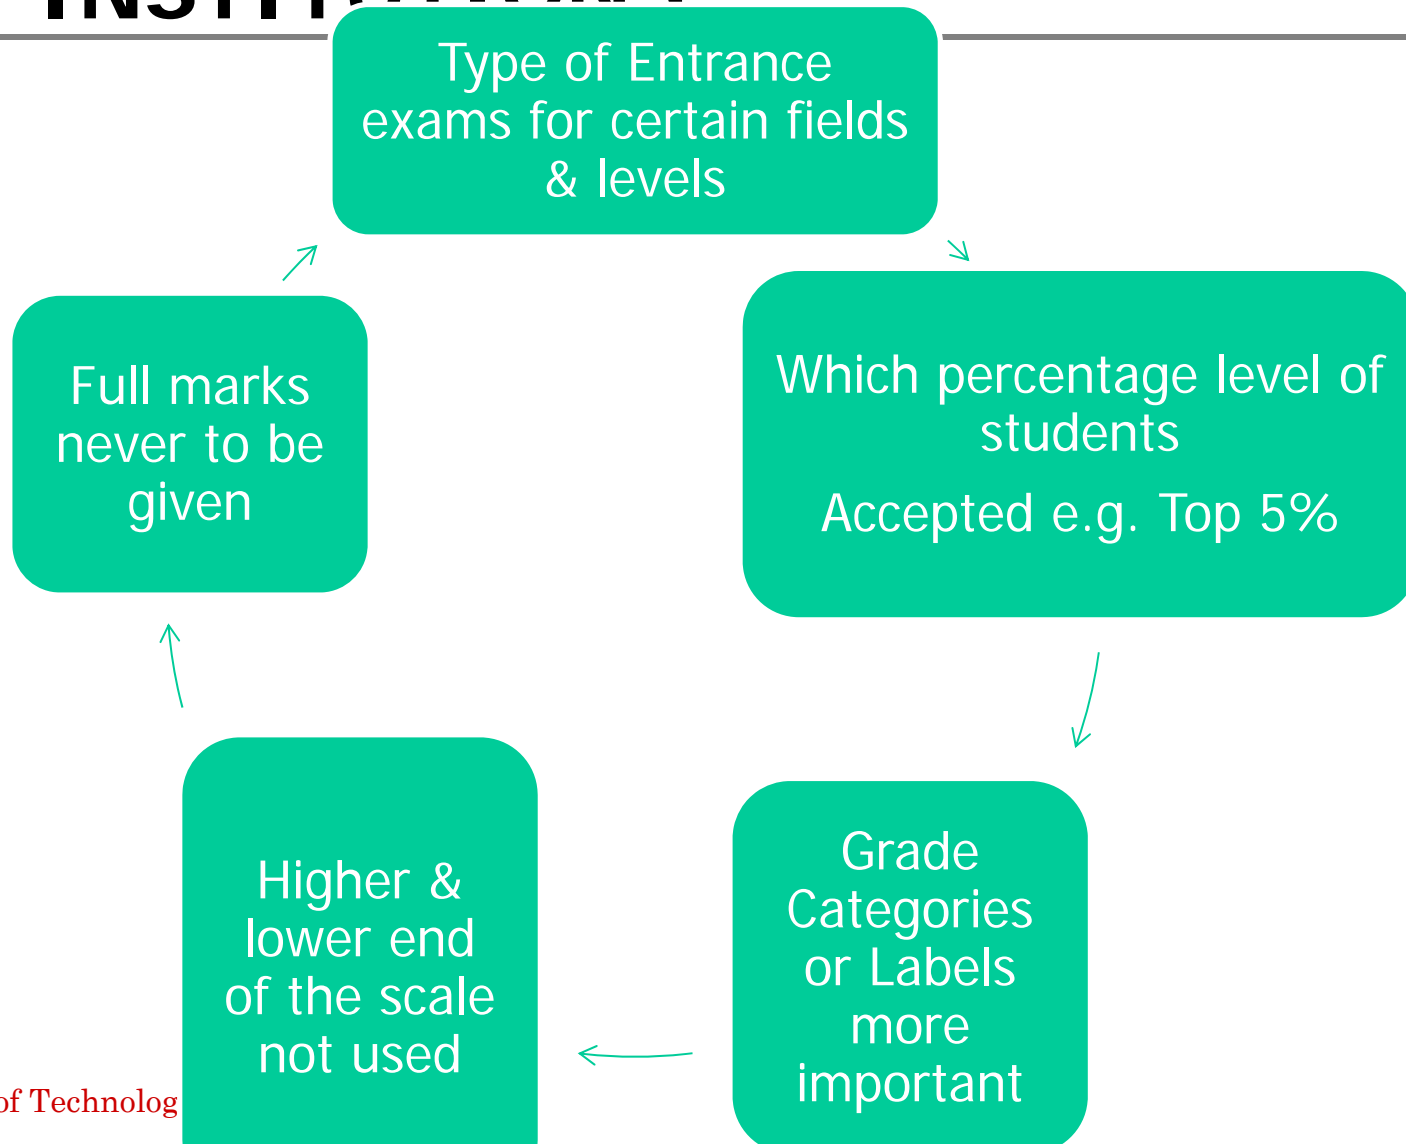 Type of Entrance
exams for certain fields
& levels
Which percentage level of
students
Accepted e.g. Top 5%
Grade
Categories
or Labels
more
important
Higher &
lower end
of the scale
not used
Full marks
never to be
given
of Technolog